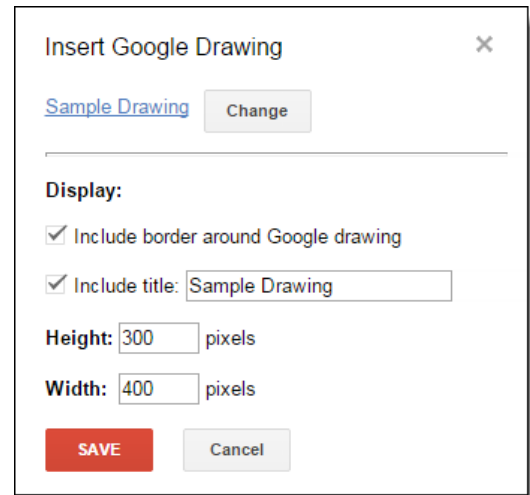 Insert Google Drawing
Sample Drawing Change
Display:
Include border around Google drawing
Include title: Sample Drawing
Height: 300 pixels
Width: 400 pixels
SAVE Cancel